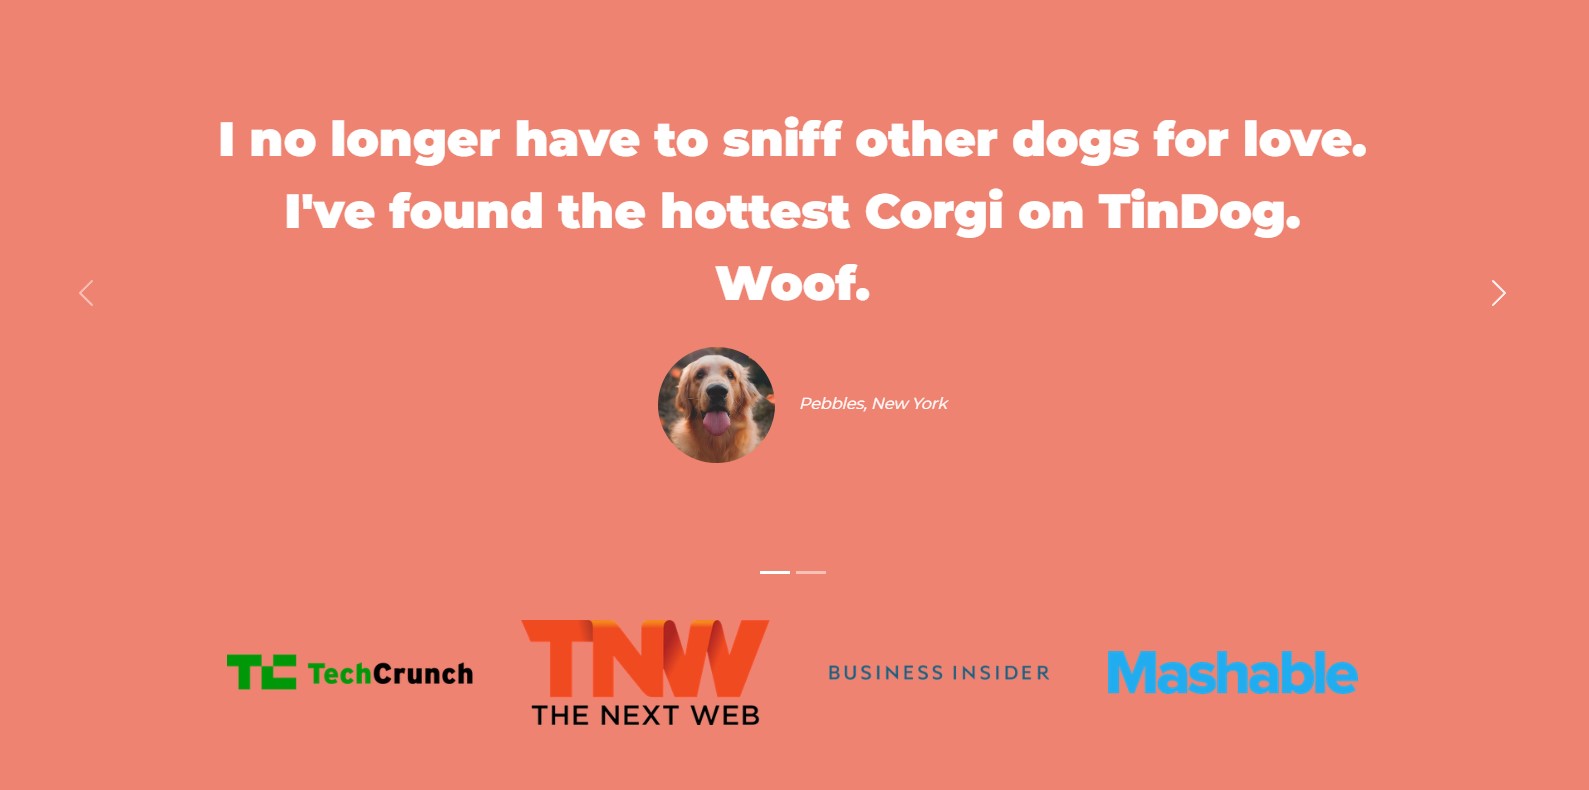 I no longer have to sniff other dogs for love.
I've found the hottest Corgi on TinDog.
Woof.
Pebbles, New York
TC TechCrunch
TNW
THE NEXT WEB
BUSINESS INSIDER
Mashable